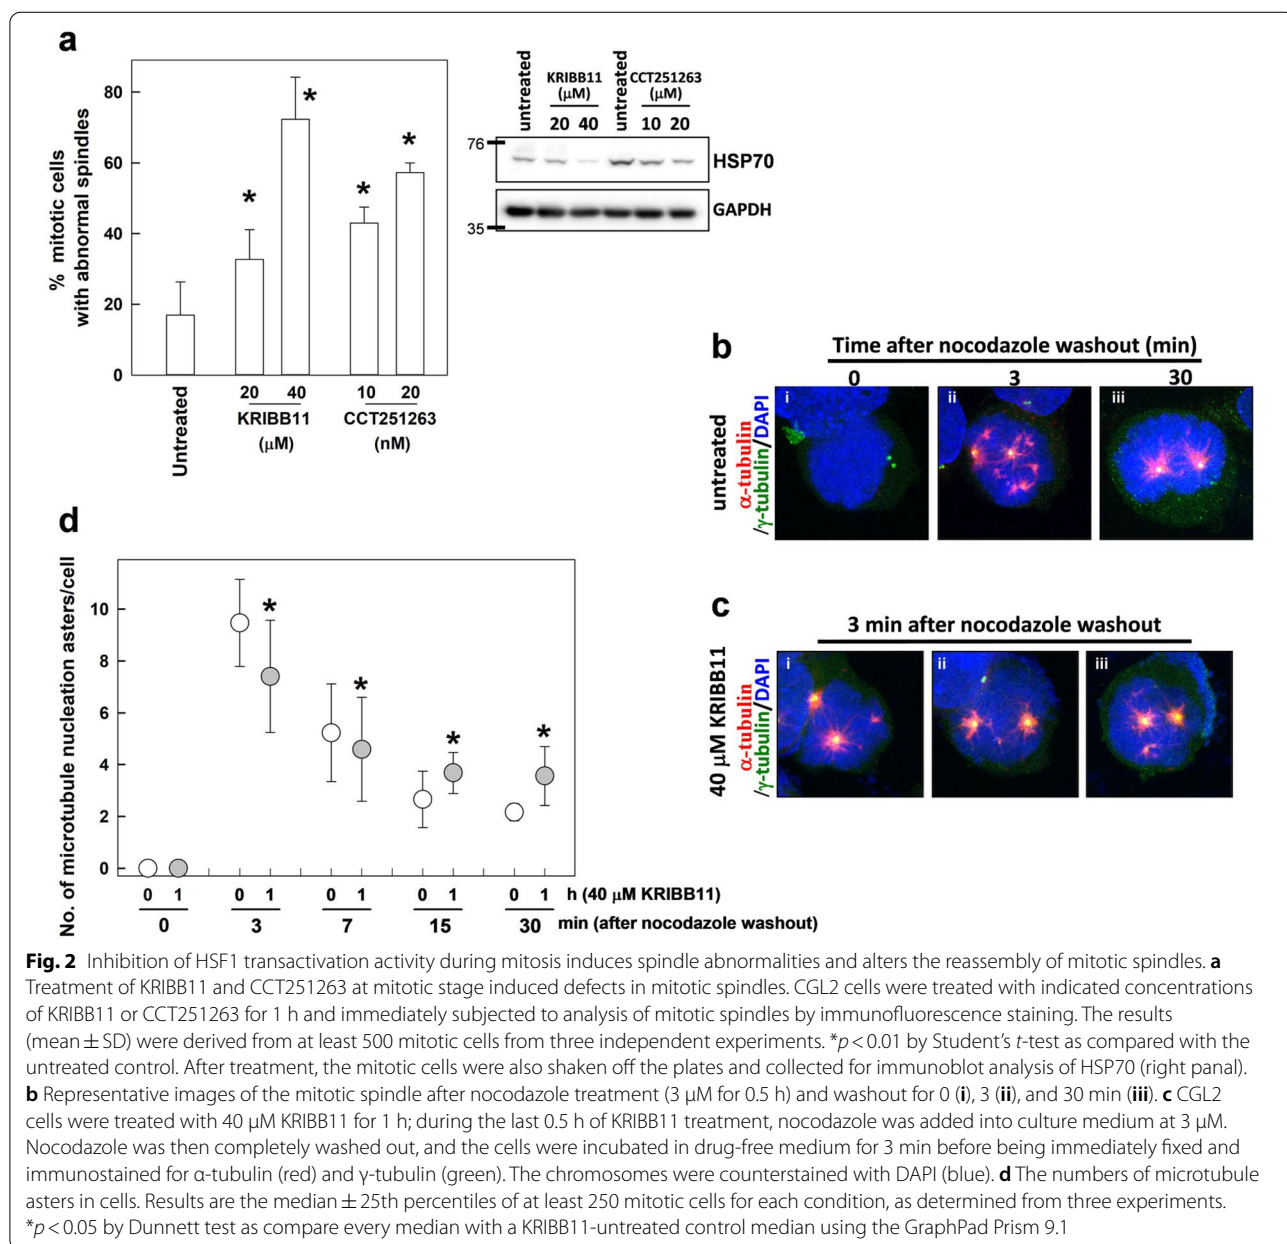 a
% mitotic cells
with abnormal spindles
80
60
40
20
0
*
*
*
*
Untreated
20 40
KRIBB11
(μM)
10 20
CCT251263
(nM)
untreated
KRIBB11
(μM)
20 40
untreated
CCT251263
(μM)
10 20
76
HSP70
GAPDH
35
b
Time after nocodazole washout (min)
0 3 30
untreated
α-tubulin
/γ-tubulin/DAPI
i ii iii
d
No. of microtubule nucleation asters/cell
10
8
6
4
2
0
*
*
*
*
0 1 0 1 0 1 0 1 0 1 h (40 μM KRIBB11)
0 3 7 15 30 min (after nocodazole washout)
c
3 min after nocodazole washout
40 μM KRIBB11
α-tubulin
/γ-tubulin/DAPI
i ii iii
Fig. 2 Inhibition of HSF1 transactivation activity during mitosis induces spindle abnormalities and alters the reassembly of mitotic spindles. a
Treatment of KRIBB11 and CCT251263 at mitotic stage induced defects in mitotic spindles. CGL2 cells were treated with indicated concentrations
of KRIBB11 or CCT251263 for 1 h and immediately subjected to analysis of mitotic spindles by immunofluorescence staining. The results
(mean ± SD) were derived from at least 500 mitotic cells from three independent experiments. *p < 0.01 by Student's t-test as compared with the
untreated control. After treatment, the mitotic cells were also shaken off the plates and collected for immunoblot analysis of HSP70 (right panal).
b Representative images of the mitotic spindle after nocodazole treatment (3 μM for 0.5 h) and washout for 0 (i), 3 (ii), and 30 min (iii). c CGL2
cells were treated with 40 μM KRIBB11 for 1 h; during the last 0.5 h of KRIBB11 treatment, nocodazole was added into culture medium at 3 μM.
Nocodazole was then completely washed out, and the cells were incubated in drug-free medium for 3 min before being immediately fixed and
immunostained for α-tubulin (red) and γ-tubulin (green). The chromosomes were counterstained with DAPI (blue). d The numbers of microtubule
asters in cells. Results are the median ± 25th percentiles of at least 250 mitotic cells for each condition, as determined from three experiments.
*p < 0.05 by Dunnett test as compare every median with a KRIBB11-untreated control median using the GraphPad Prism 9.1